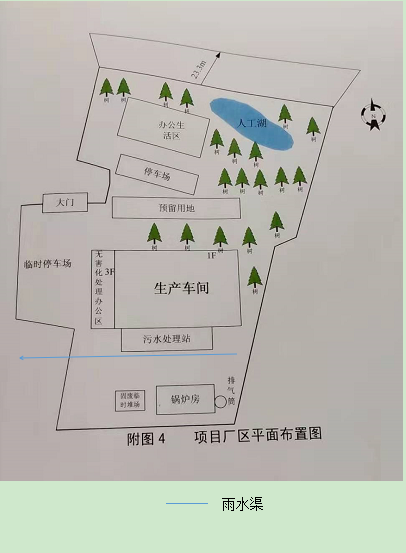 23.3m
人工湖
N
树 树 树 树 树 树
办公生
活区
树 树 树
停车场
树 树 树 树 树
大门
预留用地
树
树 树 树 树
临时停车场
无害化处理办公区
3F
1F
生产车间
树
污水处理站
固废临
时堆场
锅炉房
排气筒
附图4 项目厂区平面布置图
雨水渠